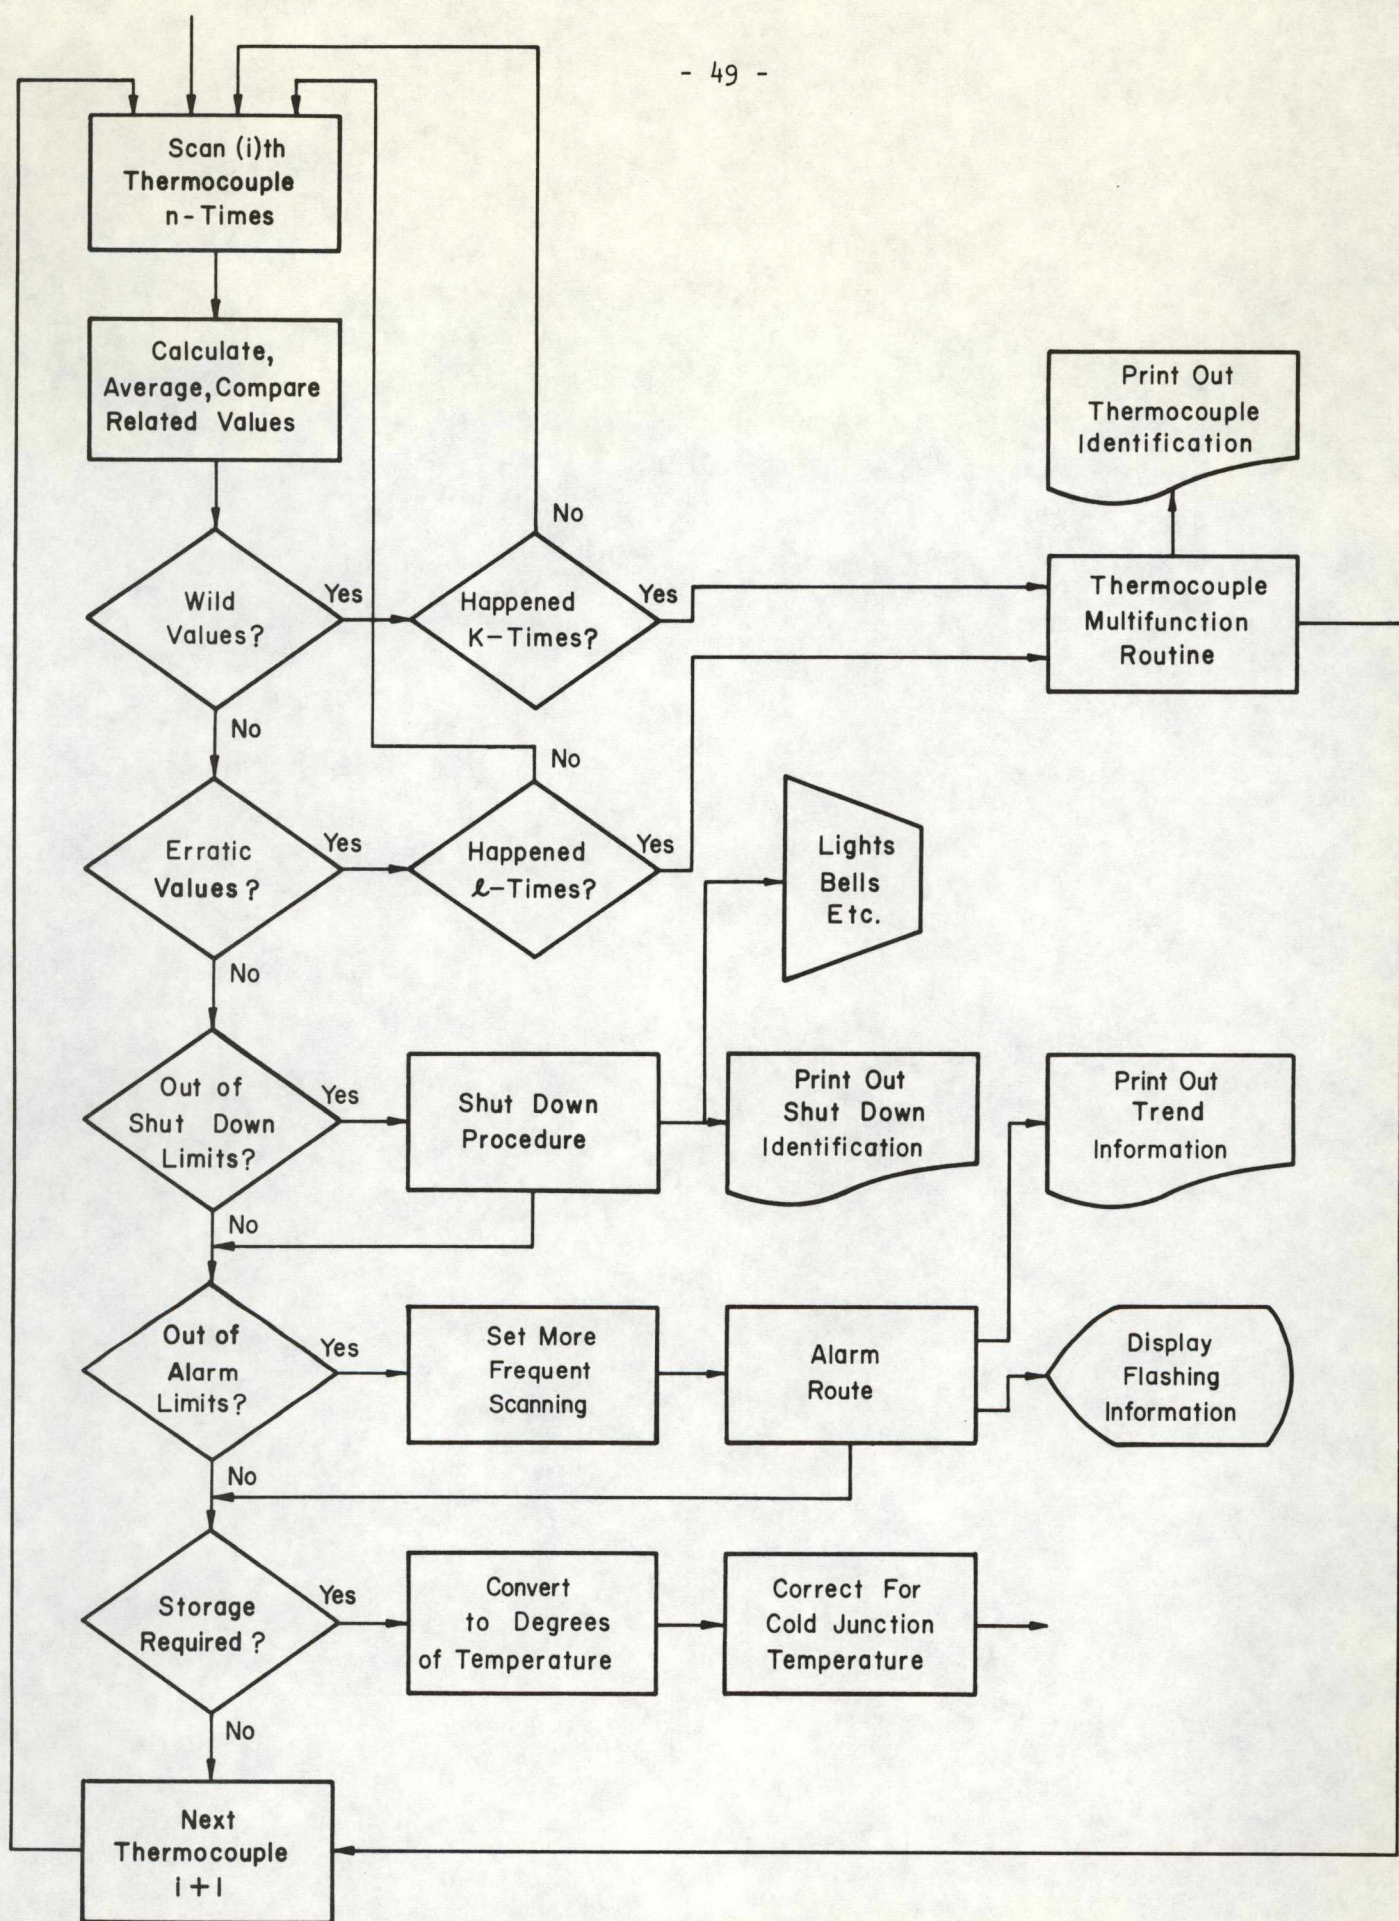 - 49 -
Scan (i)th
Thermocouple
n-Times
Calculate,
Average, Compare
Related Values
Print Out
Thermocouple
Identification
No
Wild
Values?
Yes
Happened
K-Times?
Yes
Thermocouple
Multifunction
Routine
No
No
Erratic
Values?
Yes
Happened
ℓ-Times?
Yes
Lights
Bells
Etc.
No
Out of
Shut Down
Limits?
Yes
Shut Down
Procedure
Print Out
Shut Down
Identification
Print Out
Trend
Information
No
Out of
Alarm
Limits?
Yes
Set More
Frequent
Scanning
Alarm
Route
Display
Flashing
Information
No
Storage
Required?
Yes
Convert
to Degrees
of Temperature
Correct For
Cold Junction
Temperature
No
Next
Thermocouple
i+1